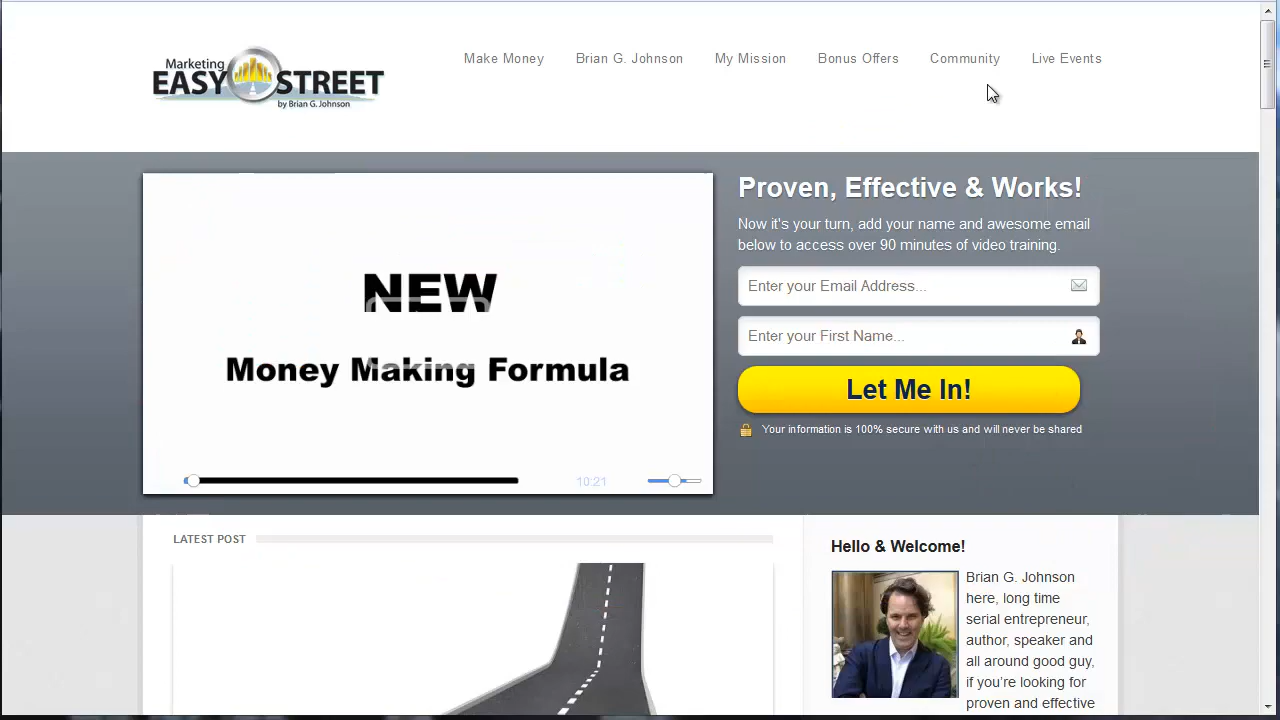 Marketing
EASY STREET
by Brian G. Johnson
Make Money
Brian G. Johnson
My Mission
Bonus Offers
Community
Live Events
NEW
Money Making Formula
10:21
Proven, Effective & Works!
Now it's your turn, add your name and awesome email
below to access over 90 minutes of video training.
Enter your Email Address...
Enter your First Name...
Let Me In!
Your information is 100% secure with us and will never be shared
LATEST POST
Hello & Welcome!
Brian G. Johnson
here, long time
serial entrepreneur,
author, speaker and
all around good guy,
if you're looking for
proven and effective